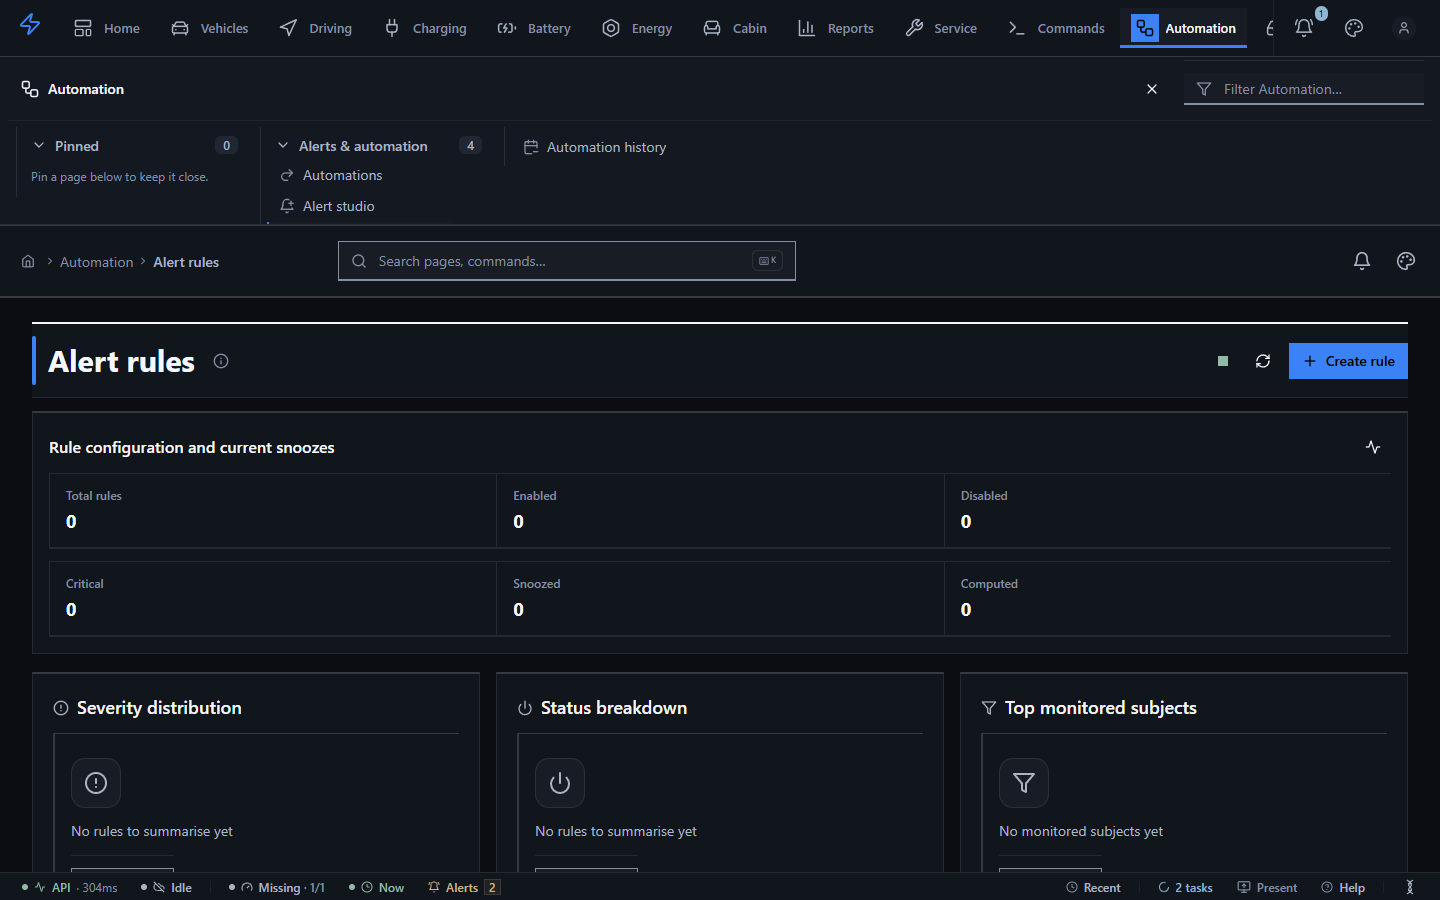 Home
Vehicles
Driving
Charging
Battery
Energy
Cabin
Reports
Service
Commands
Automation
1
Automation
Filter Automation...
Pinned 0
Pin a page below to keep it close.
Alerts & automation 4
Automations
Alert studio
Automation history
Automation
Alert rules
Search pages, commands...
K
Alert rules
Create rule
Rule configuration and current snoozes
Total rules
0
Enabled
0
Disabled
0
Critical
0
Snoozed
0
Computed
0
Severity distribution
No rules to summarise yet
Status breakdown
No rules to summarise yet
Top monitored subjects
No monitored subjects yet
API · 304ms
Idle
Missing · 1/1
Now
Alerts 2
Recent
2 tasks
Present
Help